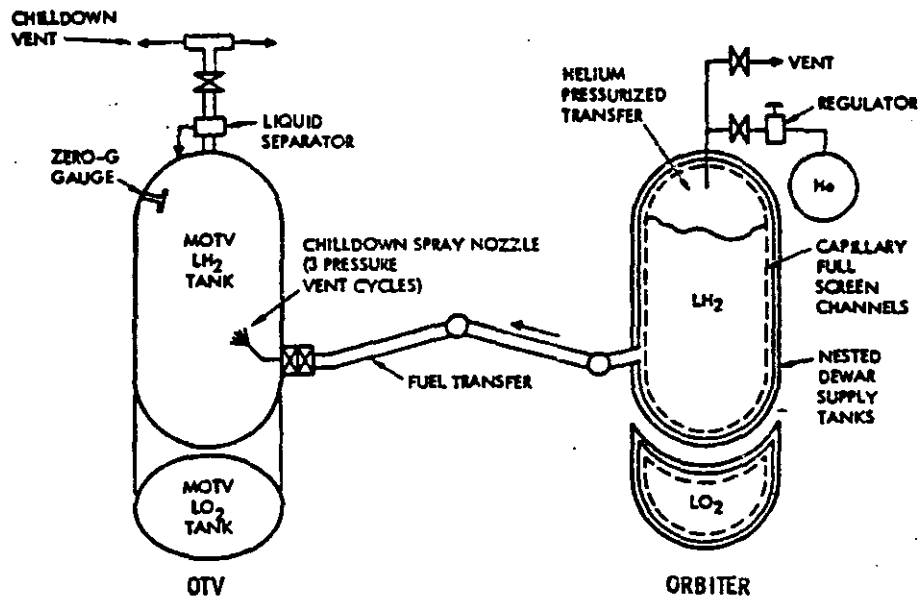 CHILLDOWN
VENT
LIQUID
SEPARATOR
ZERO-G
GAUGE
MOTV
LH2
TANK
CHILLDOWN SPRAY NOZZLE
(3 PRESSURE
VENT CYCLES)
FUEL TRANSFER
MOTV
LO2
TANK
OTV
HELIUM
PRESSURIZED
TRANSFER
VENT
REGULATOR
He
CAPILLARY
FULL
SCREEN
CHANNELS
LH2
NESTED
DEWAR
SUPPLY
TANKS
LO2
ORBITER